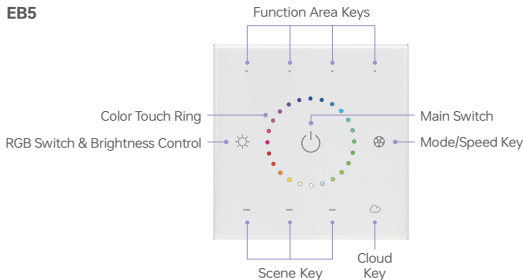 EB5
Function Area Keys
Color Touch Ring
Main Switch
RGB Switch & Brightness Control
Mode/Speed Key
Scene Key
Cloud
Key